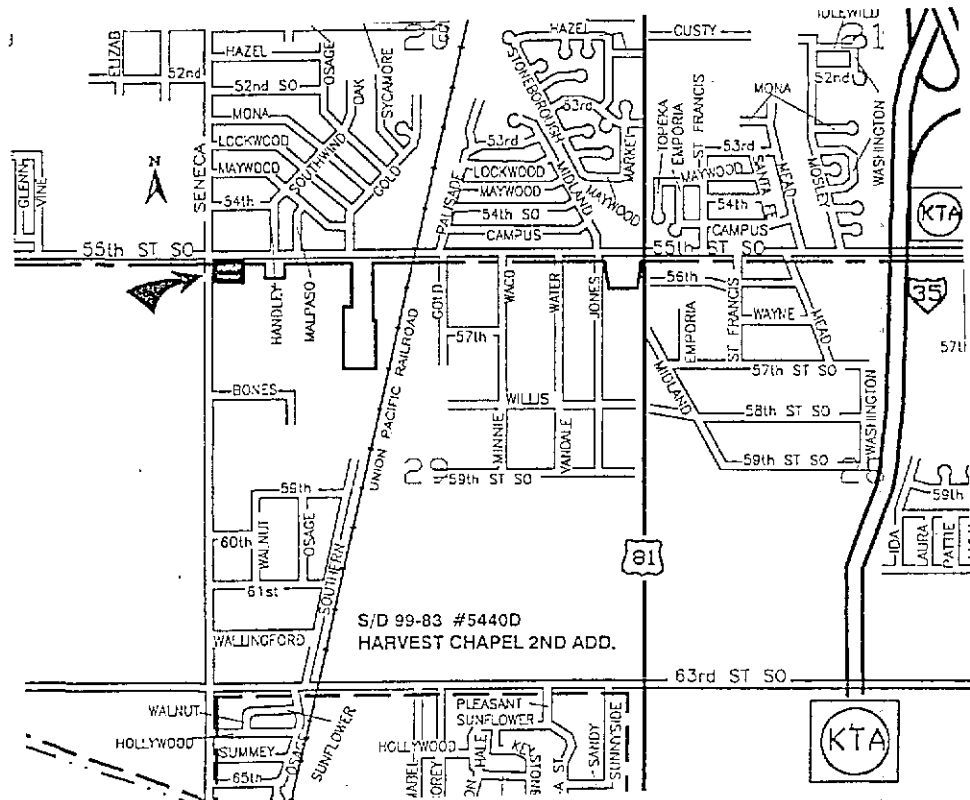 ELIZAB
HAZEL
52nd
52nd SO
OSAGE
OAK
SYCAMORE
MONA
LOCKWOOD
MAYWOOD
54th
SOUTHWIND
GOLD
SENECA
GLENN
VINE
N
55th ST SO
HAZEL
STONEBOROUGH
53rd
53rd
LOCKWOOD
MAYWOOD
54th SO
CAMPUS
PALISADE
MIDLAND
MARKET
MAYWOOD
CUSTY
IDLEWILD
52nd
MONA
TOPEKA
EMPORIA
ST FRANCIS
53rd
MAYWOOD
54th
CAMPUS
SANTA FE
MEAD
MOSLEY
WASHINGTON
KTA
55th ST SO
35
HANDLEY
MALPASO
UNION PACIFIC RAILROAD
GOLD
WACO
WATER
JONES
56th
EMPORIA
ST FRANCIS
WAYNE
MEAD
57th
57th
57th ST SO
BONES
WILLIS
MIDLAND
58th ST SO
WASHINGTON
MINNIE
VANDALE
29
59th ST SO
59th ST SO
59th
59th
60th
WALNUT
OSAGE
61st
SOUTHERN
WALLINGFORD
81
IDA
LAURA
PATTIE
S/D 99-83 #5440D
HARVEST CHAPEL 2ND ADD.
63rd ST SO
WALNUT
HOLLYWOOD
SUMMEY
65th
OSAGE
SUNFLOWER
PLEASANT
SUNFLOWER
HOLLYWOOD
HALE
SANDY
SUNNYSIDE
KTA